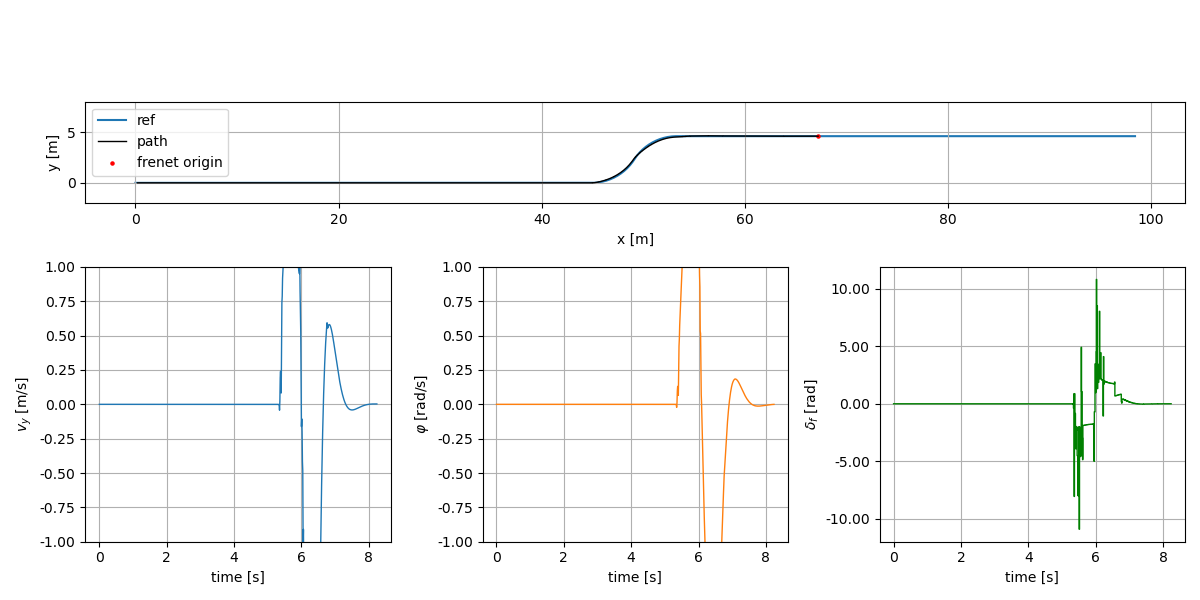 ref
path
frenet origin
y [m]
5
0
0 20 40 60 80 100
x [m]
1.00
0.75
0.50
0.25
0.00
-0.25
-0.50
-0.75
-1.00
v_y [m/s]
0 2 4 6 8
time [s]
1.00
0.75
0.50
0.25
0.00
-0.25
-0.50
-0.75
-1.00
φ [rad/s]
0 2 4 6 8
time [s]
10.00
5.00
0.00
-5.00
-10.00
δ_f [rad]
0 2 4 6 8
time [s]